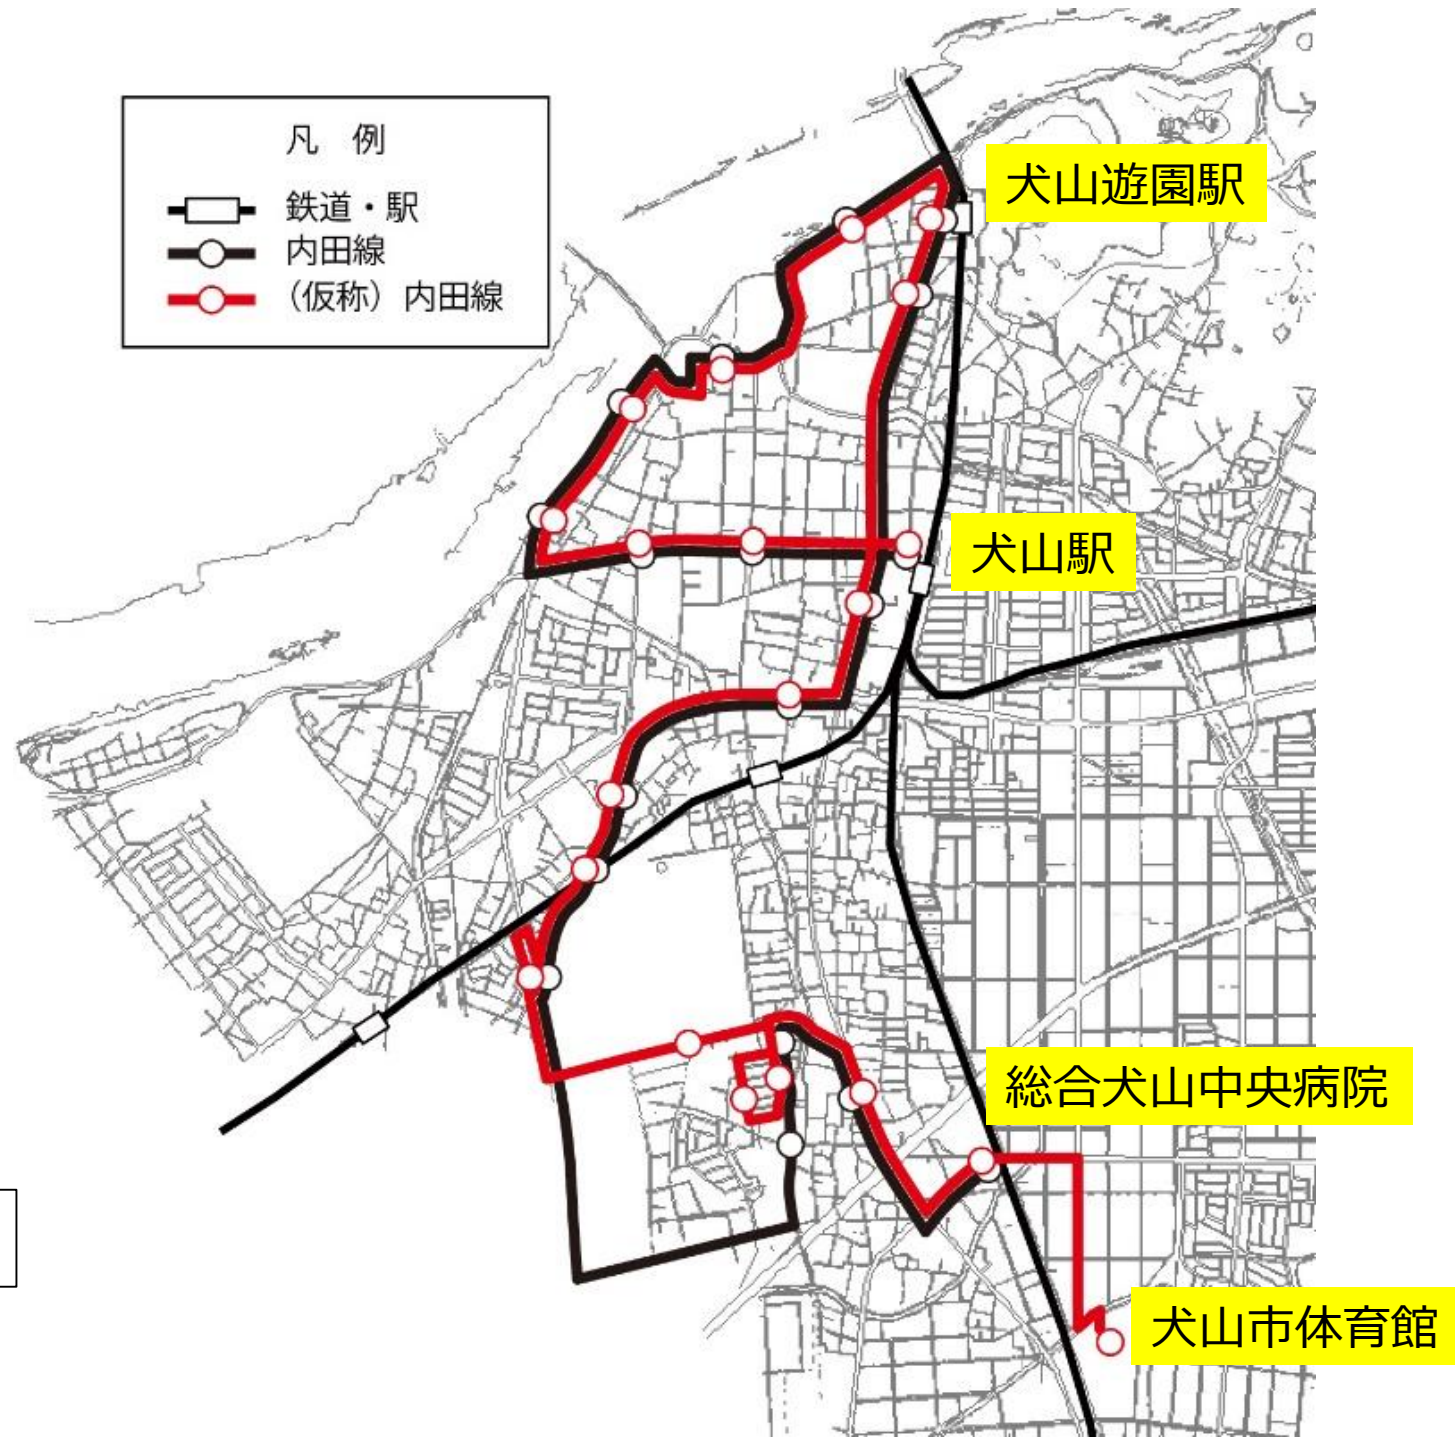 凡 例
鉄道・駅
内田線
（仮称）内田線
犬山遊園駅
犬山駅
総合犬山中央病院
犬山市体育館